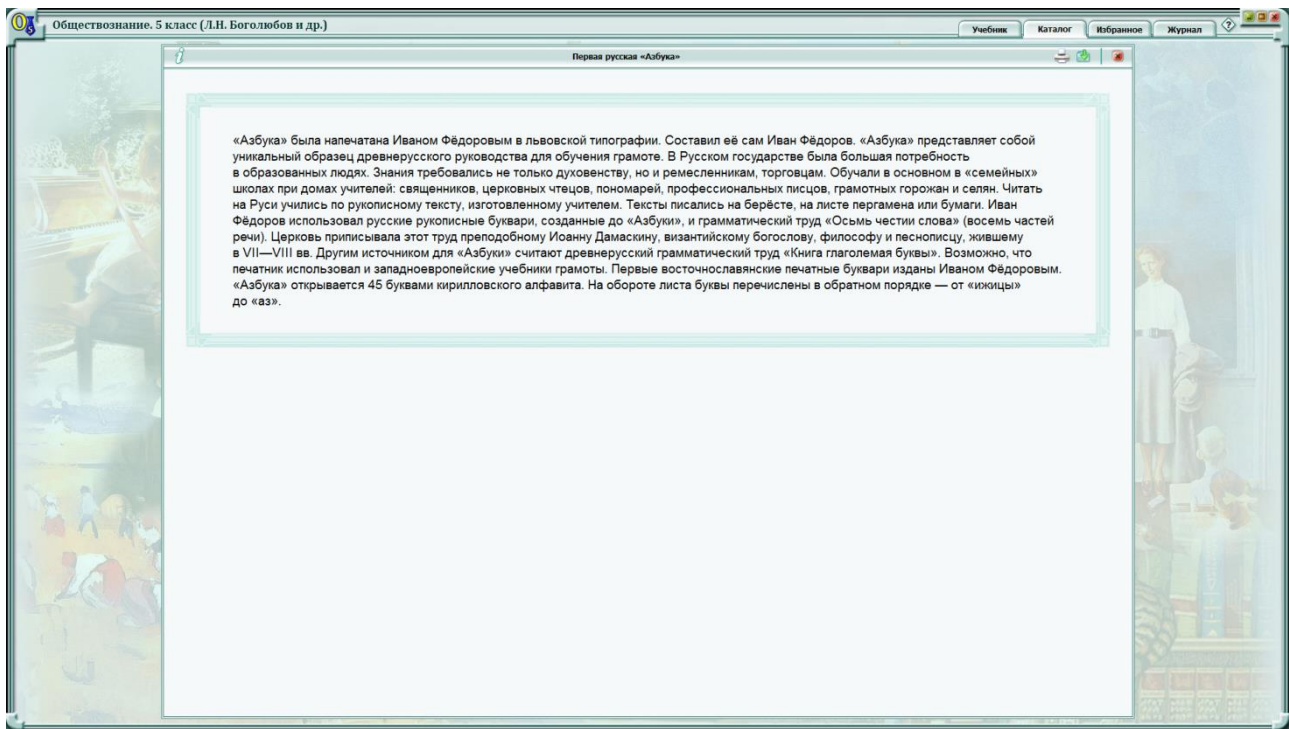 Обществознание. 5 класс (Л.Н. Боголюбов и др.)
Учебник Каталог Избранное Журнал ?
Первая русская «Азбука»
«Азбука» была напечатана Иваном Фёдоровым в львовской типографии. Составил её сам Иван Фёдоров. «Азбука» представляет собой
уникальный образец древнерусского руководства для обучения грамоте. В Русском государстве была большая потребность
в образованных людях. Знания требовались не только духовенству, но и ремесленникам, торговцам. Обучали в основном в «семейных»
школах при домах учителей: священников, церковных чтецов, пономарей, профессиональных писцов, грамотных горожан и селян. Читать
на Руси учились по рукописному тексту, изготовленному учителем. Тексты писались на берёсте, на листе пергамена или бумаги. Иван
Фёдоров использовал русские рукописные буквари, созданные до «Азбуки», и грамматический труд «Осьмь честии слова» (восемь частей
речи). Церковь приписывала этот труд преподобному Иоанну Дамаскину, византийскому богослову, философу и песнописцу, жившему
в VII—VIII вв. Другим источником для «Азбуки» считают древнерусский грамматический труд «Книга глаголемая буквы». Возможно, что
печатник использовал и западноевропейские учебники грамоты. Первые восточнославянские печатные буквари изданы Иваном Фёдоровым.
«Азбука» открывается 45 буквами кирилловского алфавита. На обороте листа буквы перечислены в обратном порядке — от «ижицы»
до «аз».